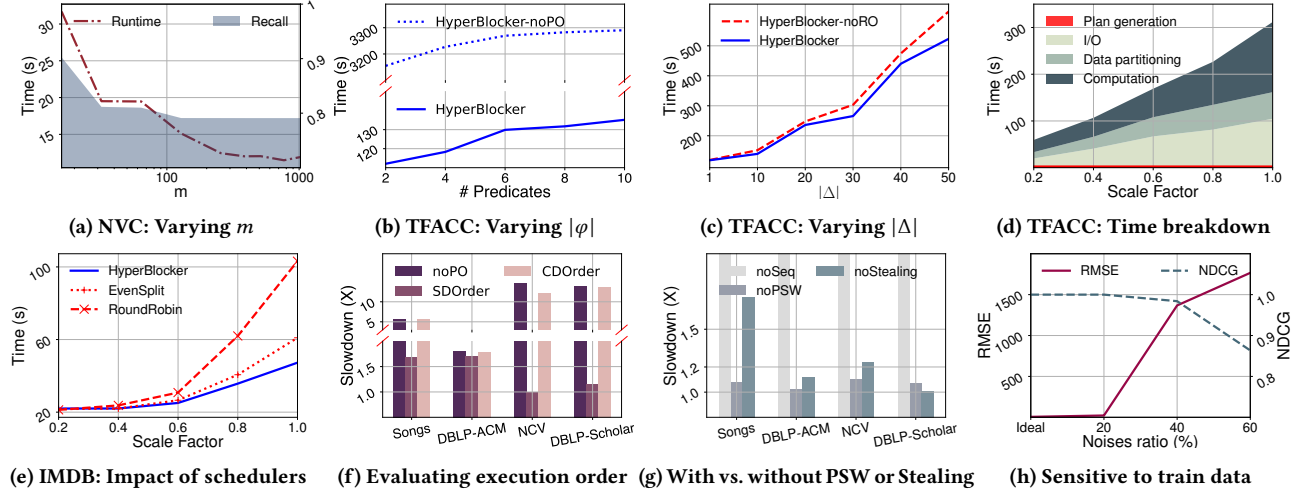 Runtime
Recall
Time (s)
30
25
20
15
100
1000
m
1
0.9
0.8
(a) NVC: Varying m
HyperBlocker-noPO
HyperBlocker
Time (s)
3300
3200
130
120
2
4
6
8
10
# Predicates
(b) TFACC: Varying |φ|
HyperBlocker-noRO
HyperBlocker
Time (s)
500
400
300
200
100
1
10
20
30
40
50
|Δ|
(c) TFACC: Varying |Δ|
Plan generation
I/O
Data partitioning
Computation
Time (s)
300
200
100
0.2
0.4
0.6
0.8
1.0
Scale Factor
(d) TFACC: Time breakdown
HyperBlocker
EvenSplit
RoundRobin
Time (s)
100
60
20
0.2
0.4
0.6
0.8
1.0
Scale Factor
(e) IMDB: Impact of schedulers
noPO
SDOrder
CDOrder
Slowdown (X)
10
5
1.5
1.0
Songs
DBLP-ACM
NCV
DBLP-Scholar
(f) Evaluating execution order
noSeq
noPSW
noStealing
Slowdown (X)
1.5
1.2
1.0
Songs
DBLP-ACM
NCV
DBLP-Scholar
(g) With vs. without PSW or Stealing
RMSE
NDCG
RMSE
1500
1000
500
Ideal
20
40
60
Noises ratio (%)
1.0
0.9
0.8
NDCG
(h) Sensitive to train data